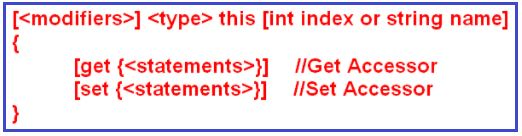 [<modifiers>] <type> this [int index or string name]
{
[get {<statements>}] //Get Accessor
[set {<statements>}] //Set Accessor
}